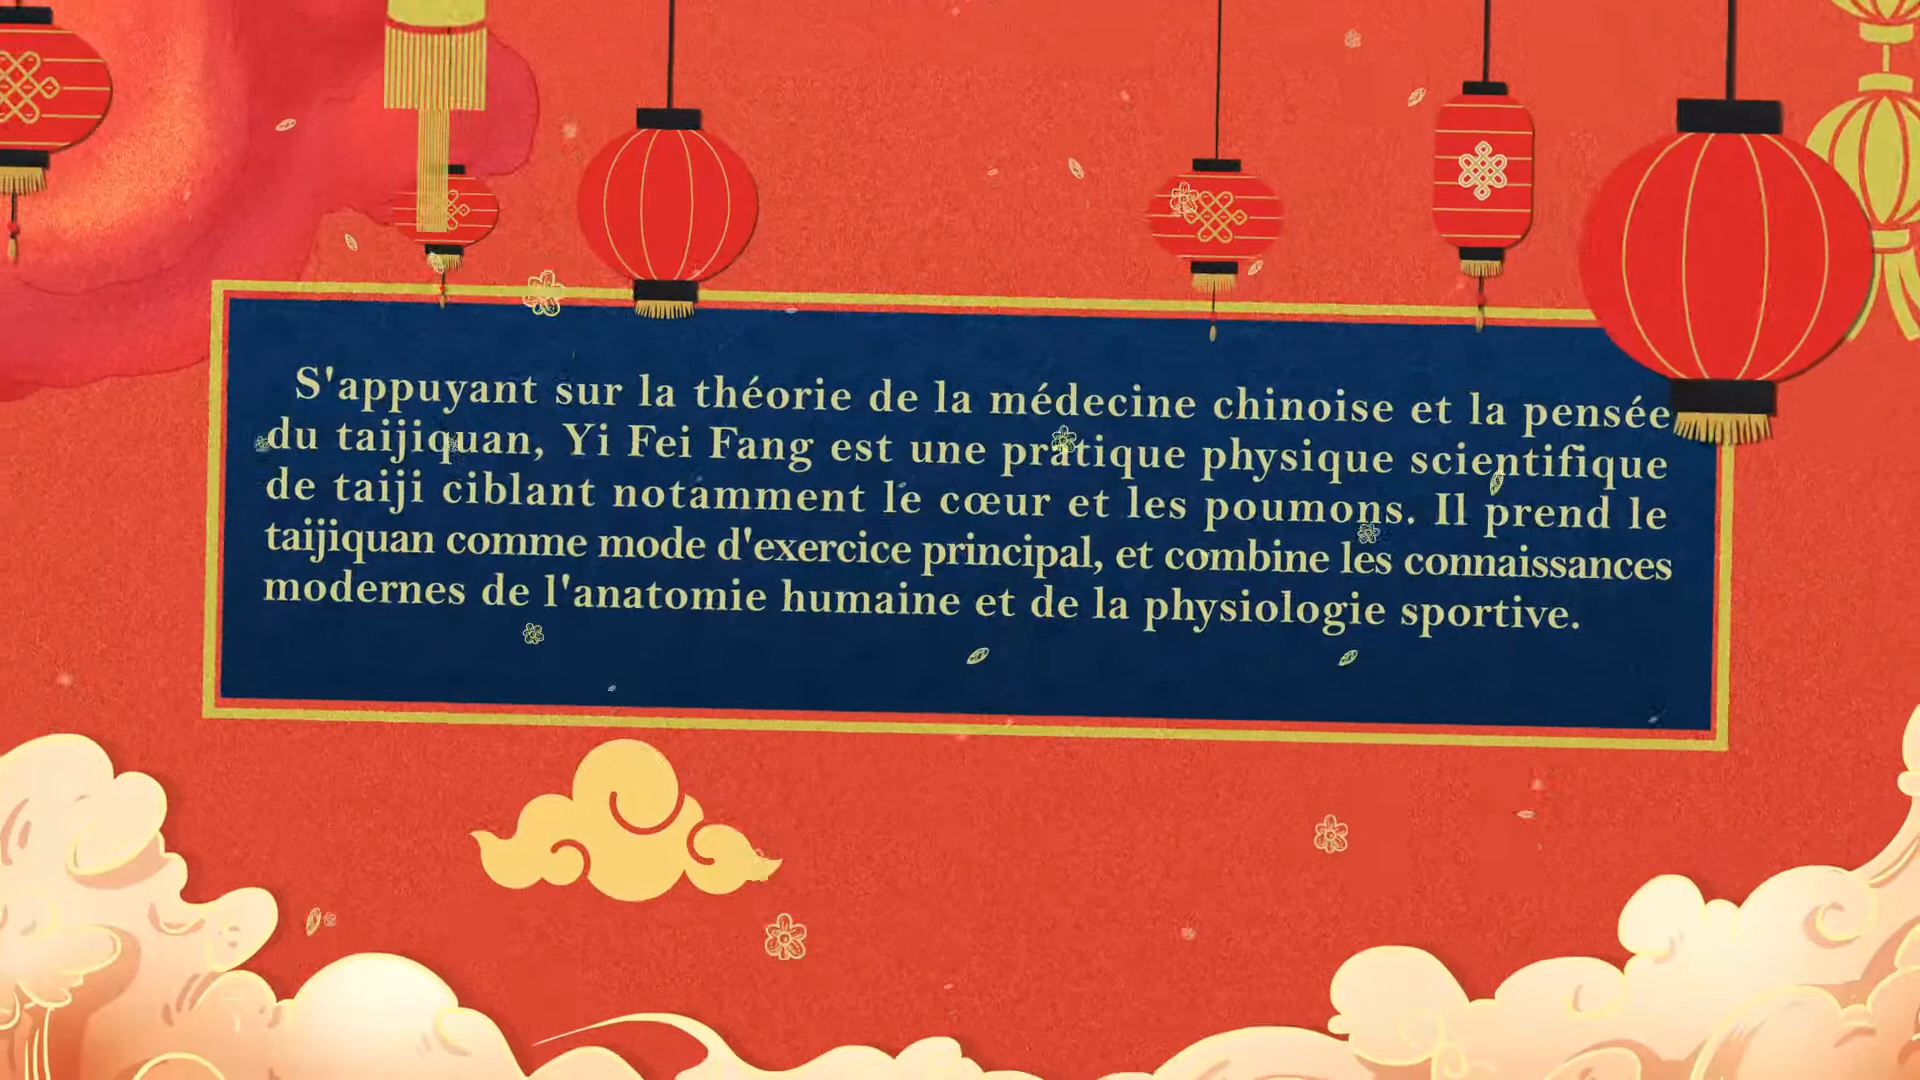 S'appuyant sur la théorie de la médecine chinoise et la pensée
du taijiquan, Yi Fei Fang est une pratique physique scientifique
de taiji ciblant notamment le cœur et les poumons. Il prend le
taijiquan comme mode d'exercice principal, et combine les connaissances
modernes de l'anatomie humaine et de la physiologie sportive.